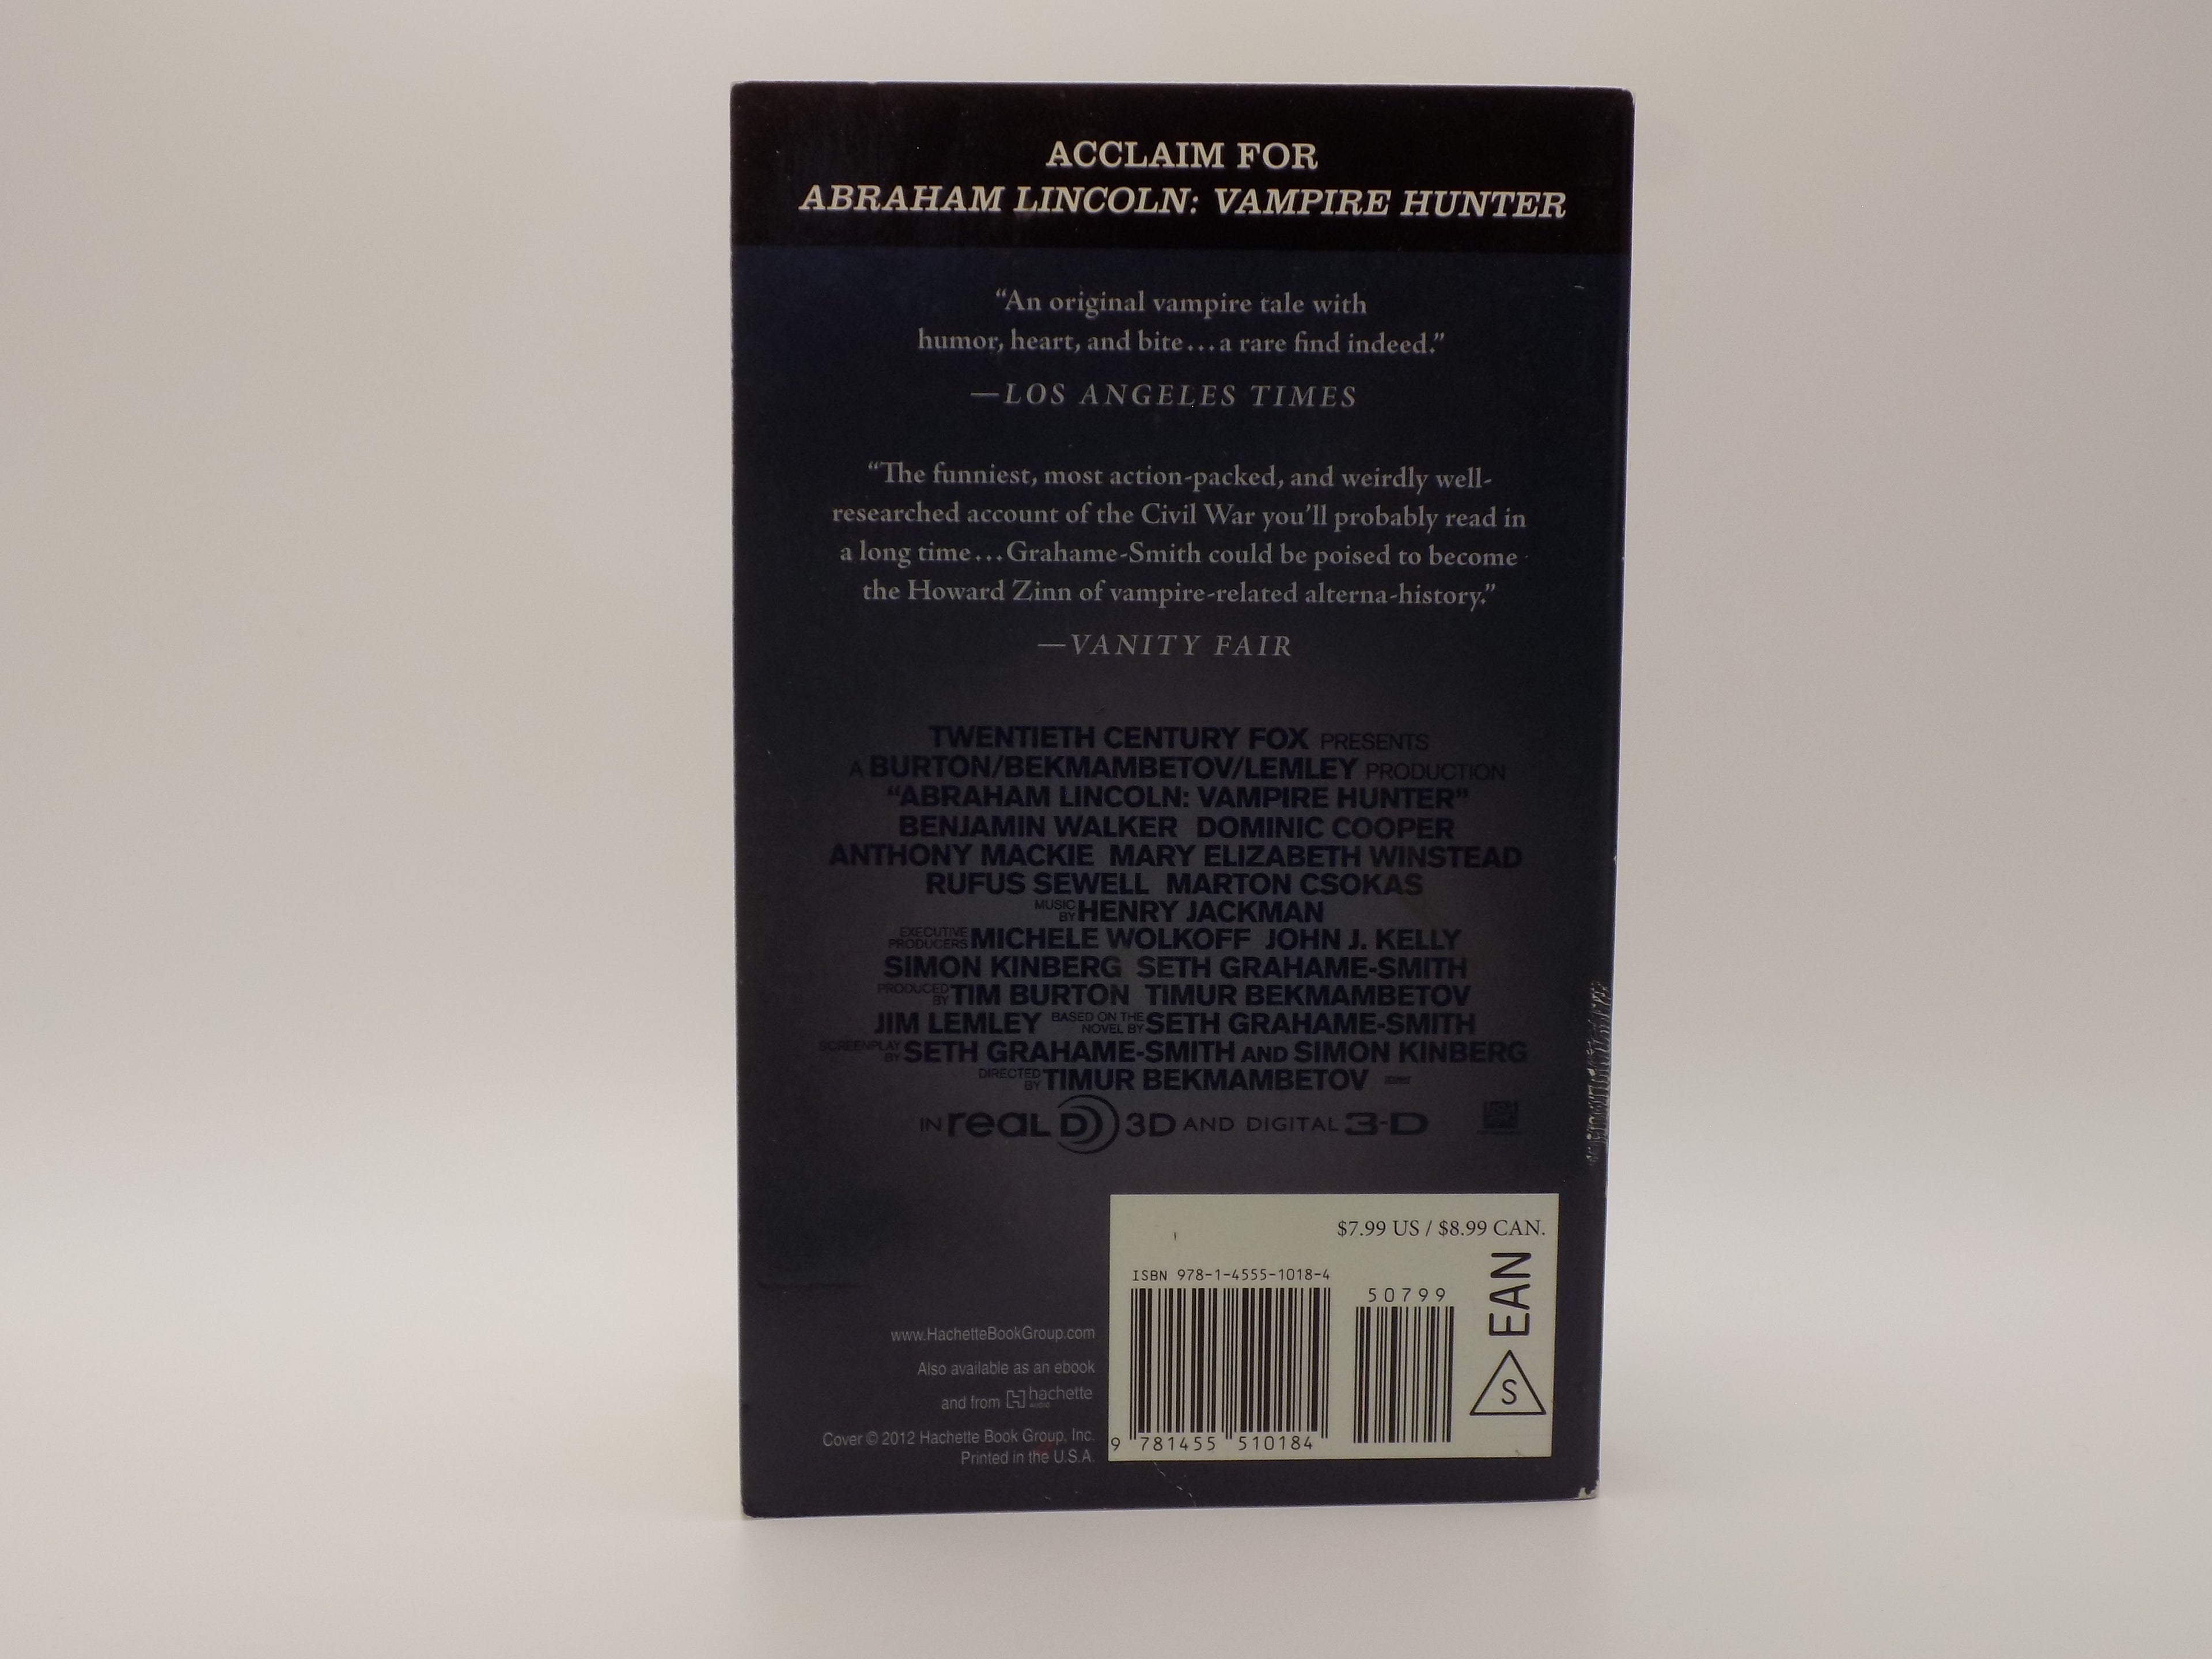 ACCLAIM FOR
ABRAHAM LINCOLN: VAMPIRE HUNTER
“An original vampire tale with
humor, heart, and bite...a rare find indeed.”
—LOS ANGELES TIMES
“The funniest, most action-packed, and weirdly well-
researched account of the Civil War you’ll probably read in
a long time...Grahame-Smith could be poised to become
the Howard Zinn of vampire-related alterna-history.”
—VANITY FAIR
TWENTIETH CENTURY FOX PRESENTS
A BURTON/BEKMAMBETOV/LEMLEY PRODUCTION
“ABRAHAM LINCOLN: VAMPIRE HUNTER”
BENJAMIN WALKER DOMINIC COOPER
ANTHONY MACKIE MARY ELIZABETH WINSTEAD
RUFUS SEWELL MARTON CSOKAS
MUSIC BY HENRY JACKMAN
EXECUTIVE PRODUCERS MICHELE WOLKOFF JOHN J. KELLY
SIMON KINBERG SETH GRAHAME-SMITH
PRODUCED BY TIM BURTON TIMUR BEKMAMBETOV
JIM LEMLEY BASED ON THE NOVEL BY SETH GRAHAME-SMITH
SCREENPLAY BY SETH GRAHAME-SMITH AND SIMON KINBERG
DIRECTED BY TIMUR BEKMAMBETOV
IN REAL D 3D AND DIGITAL 3-D
$7.99 US / $8.99 CAN.
ISBN 978-1-4555-1018-4
50799
EAN
S
9 781455 510184
www.HachetteBookGroup.com
Also available as an ebook
and from hachette AUDIO
Cover © 2012 Hachette Book Group, Inc.
Printed in the U.S.A.